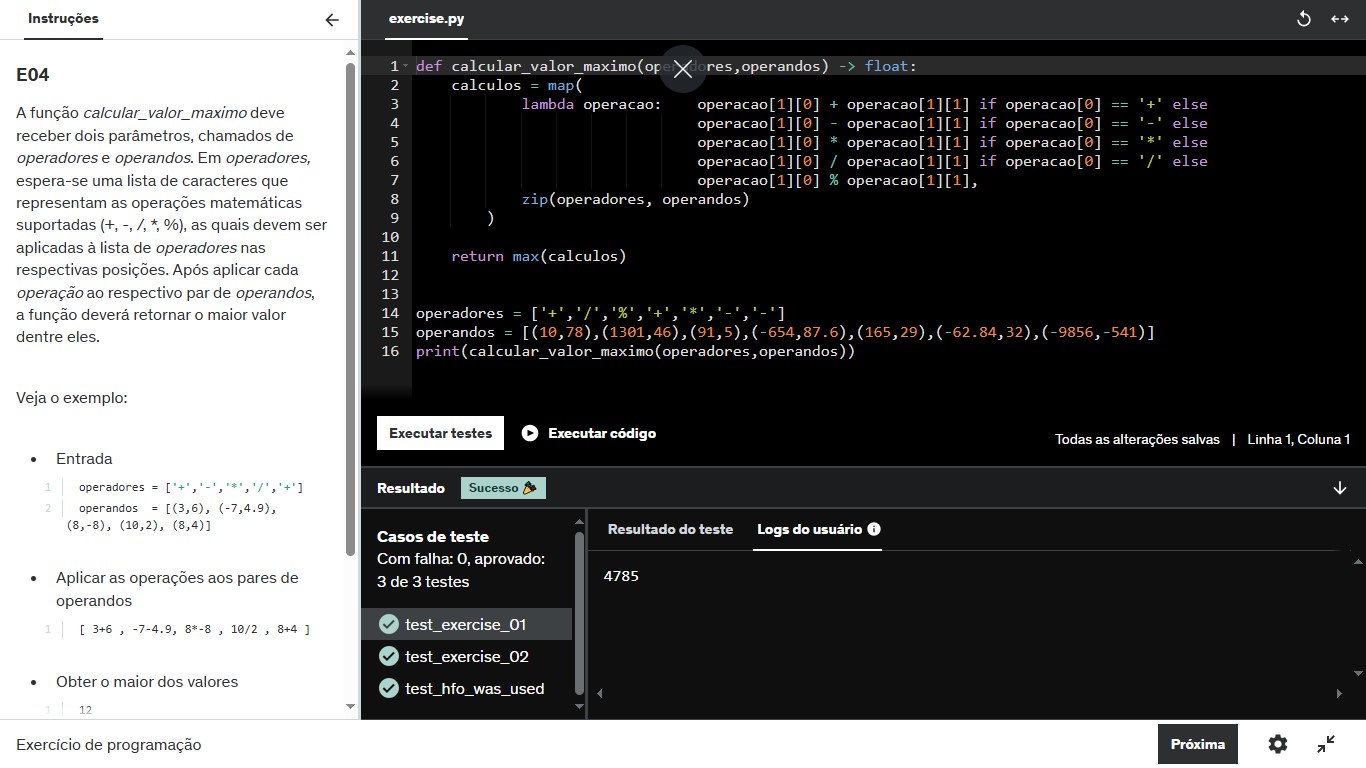 Instruções
E04
A função calcular_valor_maximo deve
receber dois parâmetros, chamados de
operadores e operandos. Em operadores,
espera-se uma lista de caracteres que
representam as operações matemáticas
suportadas (+, -, /, *, %), as quais devem ser
aplicadas à lista de operadores nas
respectivas posições. Após aplicar cada
operação ao respectivo par de operandos,
a função deverá retornar o maior valor
dentre eles.
Veja o exemplo:
• Entrada
1 operadores = ['+','-','*','/','+']
2 operandos  = [(3,6), (-7,4.9),
(8,-8), (10,2), (8,4)]
• Aplicar as operações aos pares de
operandos
1 [ 3+6 , -7-4.9, 8*-8 , 10/2 , 8+4 ]
• Obter o maior dos valores
1 12
exercise.py
1 def calcular_valor_maximo(operadores,operandos) -> float:
2 calculos = map(
3 lambda operacao: operacao[1][0] + operacao[1][1] if operacao[0] == '+' else
4 operacao[1][0] - operacao[1][1] if operacao[0] == '-' else
5 operacao[1][0] * operacao[1][1] if operacao[0] == '*' else
6 operacao[1][0] / operacao[1][1] if operacao[0] == '/' else
7 operacao[1][0] % operacao[1][1],
8 zip(operadores, operandos)
9 )
10
11 return max(calculos)
12
13
14 operadores = ['+','/','%','+','*','-','-']
15 operandos = [(10,78),(1301,46),(91,5),(-654,87.6),(165,29),(-62.84,32),(-9856,-541)]
16 print(calcular_valor_maximo(operadores,operandos))
Executar testes Executar código
Todas as alterações salvas | Linha 1, Coluna 1
Resultado Sucesso
Casos de teste
Com falha: 0, aprovado:
3 de 3 testes
test_exercise_01
test_exercise_02
test_hfo_was_used
Resultado do teste Logs do usuário
4785
Exercício de programação
Próxima